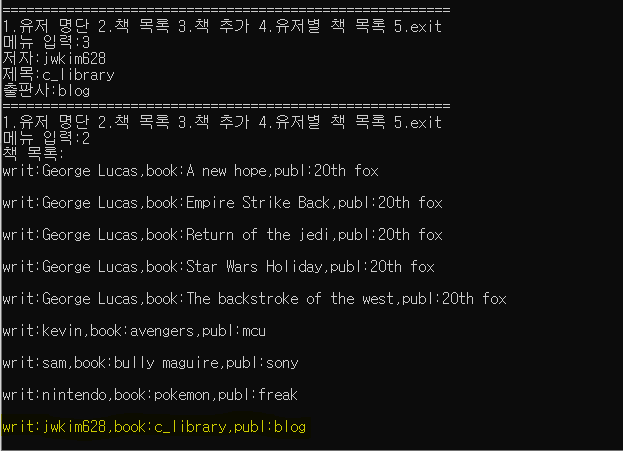 ========================================================
1.유저 명단 2.책 목록 3.책 추가 4.유저별 책 목록 5.exit
메뉴 입력:3
저자:jwkim628
제목:c_library
출판사:blog
========================================================
1.유저 명단 2.책 목록 3.책 추가 4.유저별 책 목록 5.exit
메뉴 입력:2
책 목록:
writ:George Lucas,book:A new hope,publ:20th fox
writ:George Lucas,book:Empire Strike Back,publ:20th fox
writ:George Lucas,book:Return of the jedi,publ:20th fox
writ:George Lucas,book:Star Wars Holiday,publ:20th fox
writ:George Lucas,book:The backstroke of the west,publ:20th fox
writ:kevin,book:avengers,publ:mcu
writ:sam,book:bully maguire,publ:sony
writ:nintendo,book:pokemon,publ:freak
writ:jwkim628,book:c_library,publ:blog